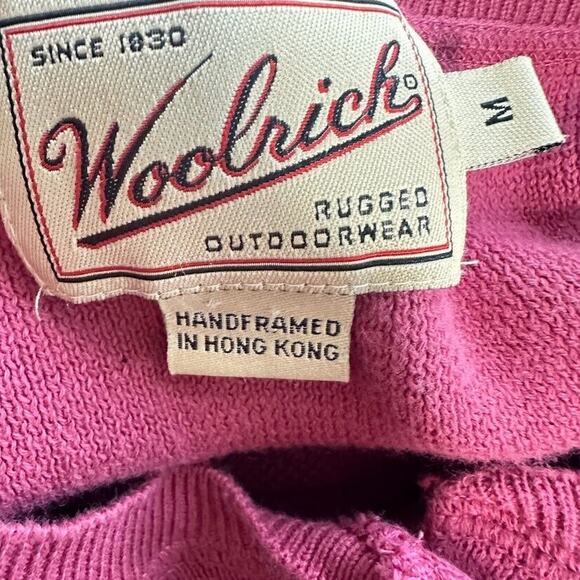 SINCE 1830
Woolrich
RUGGED
OUTDOORWEAR
M
HANDFRAMED
IN HONG KONG